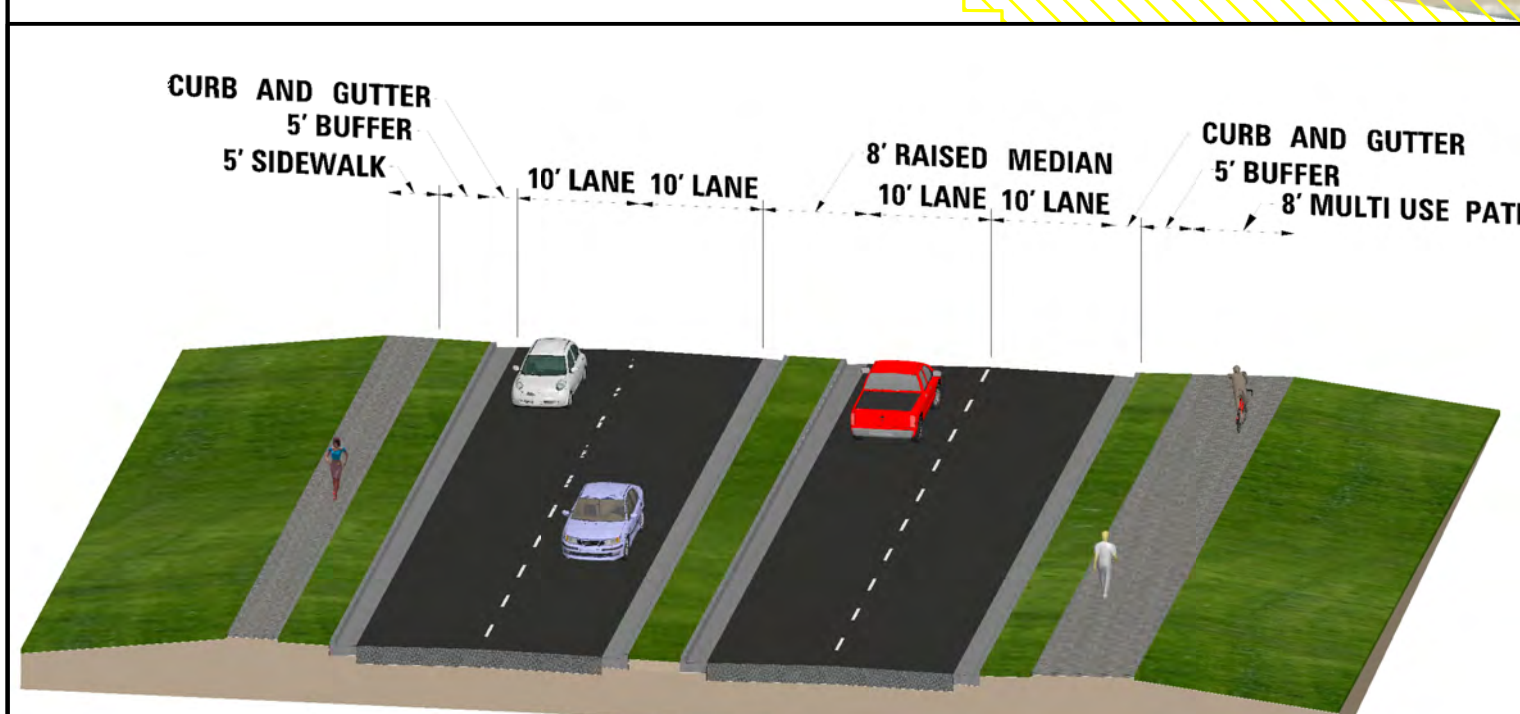 CURB AND GUTTER
5' BUFFER
5' SIDEWALK
10' LANE 10' LANE
8' RAISED MEDIAN
10' LANE 10' LANE
CURB AND GUTTER
5' BUFFER
8' MULTI USE